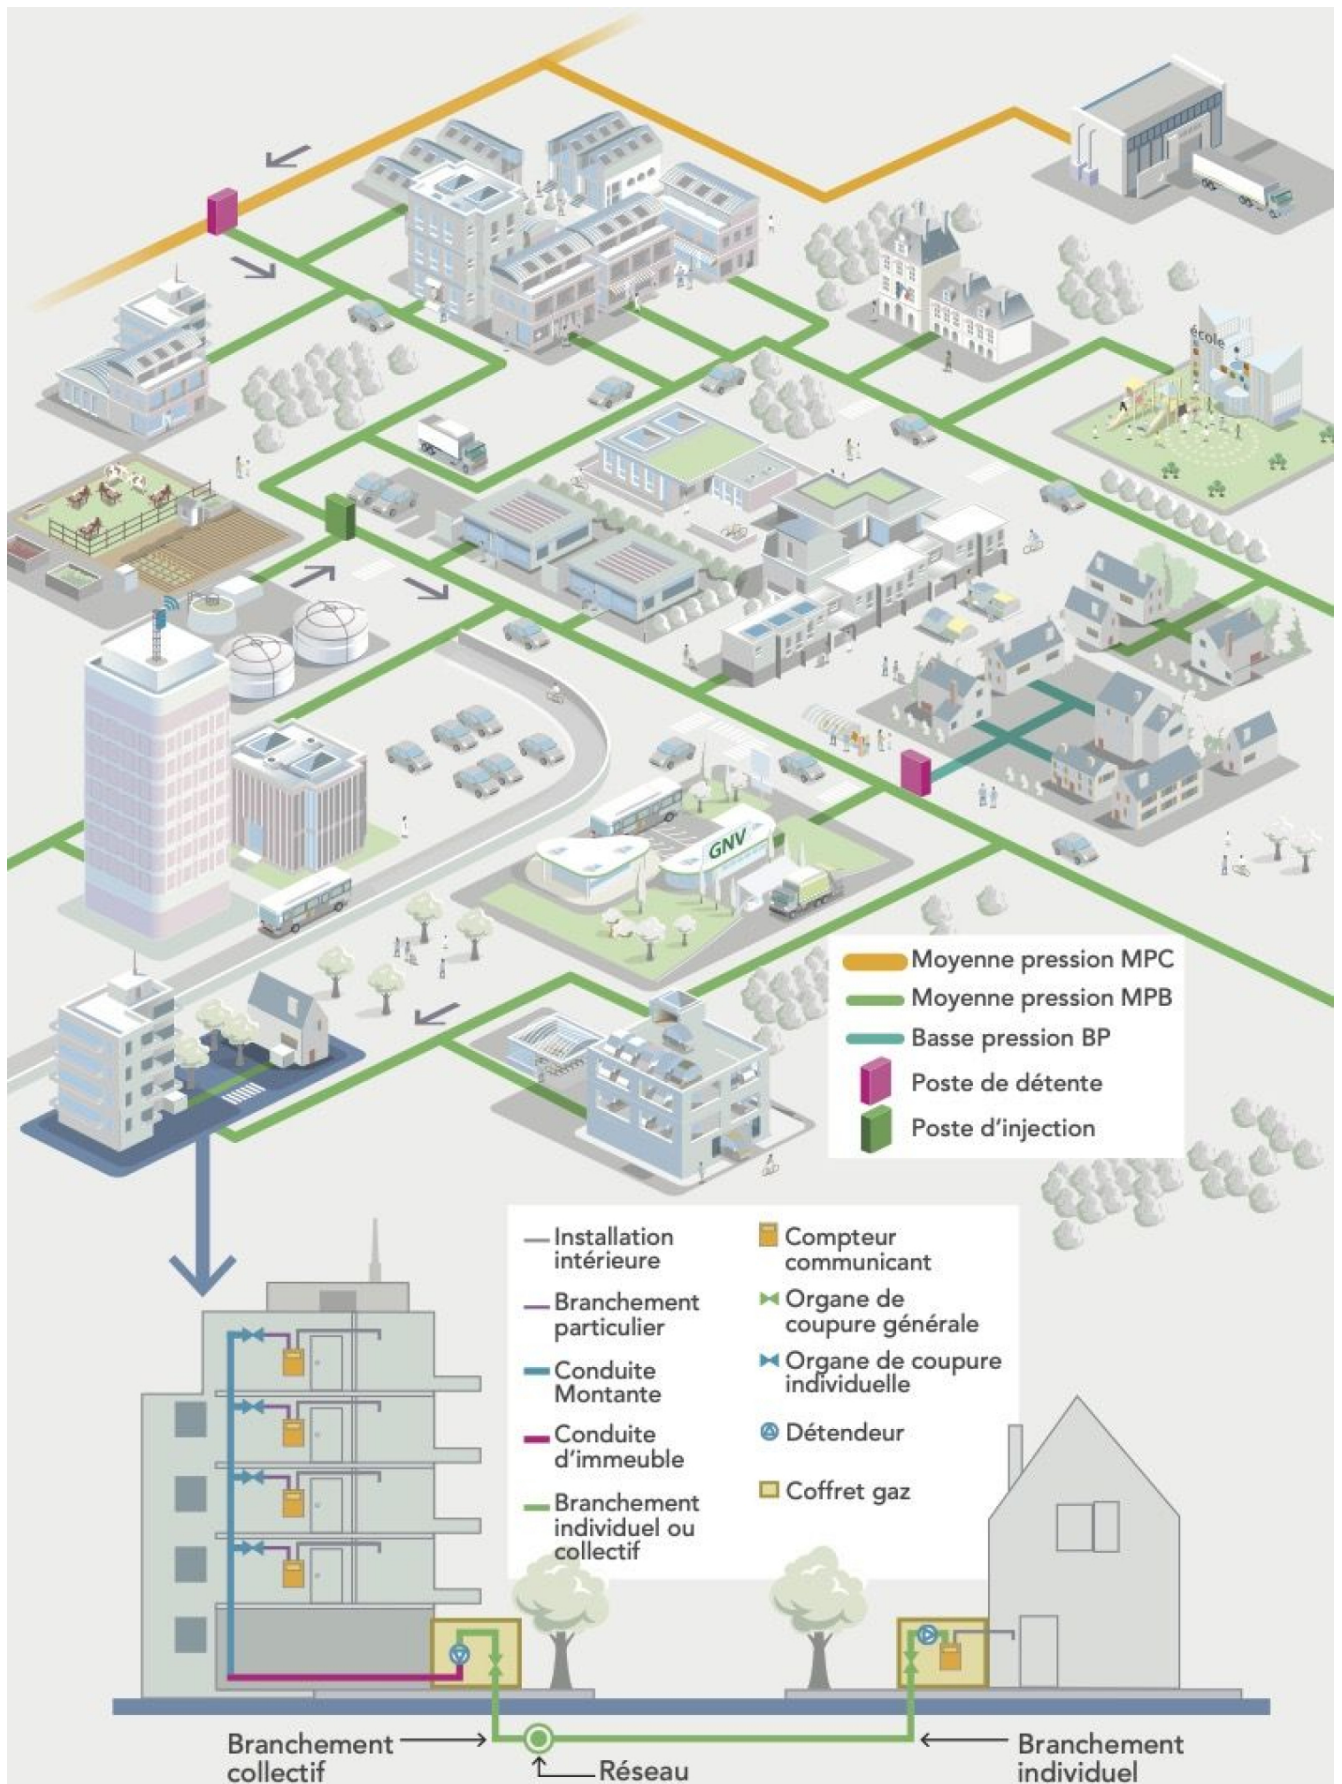 école
GNV
Moyenne pression MPC
Moyenne pression MPB
Basse pression BP
Poste de détente
Poste d'injection
Installation
intérieure
Branchement
particulier
Conduite
Montante
Conduite
d'immeuble
Branchement
individuel ou
collectif
Compteur
communicant
Organe de
coupure générale
Organe de coupure
individuelle
Détendeur
Coffret gaz
Branchement
collectif
Réseau
Branchement
individuel